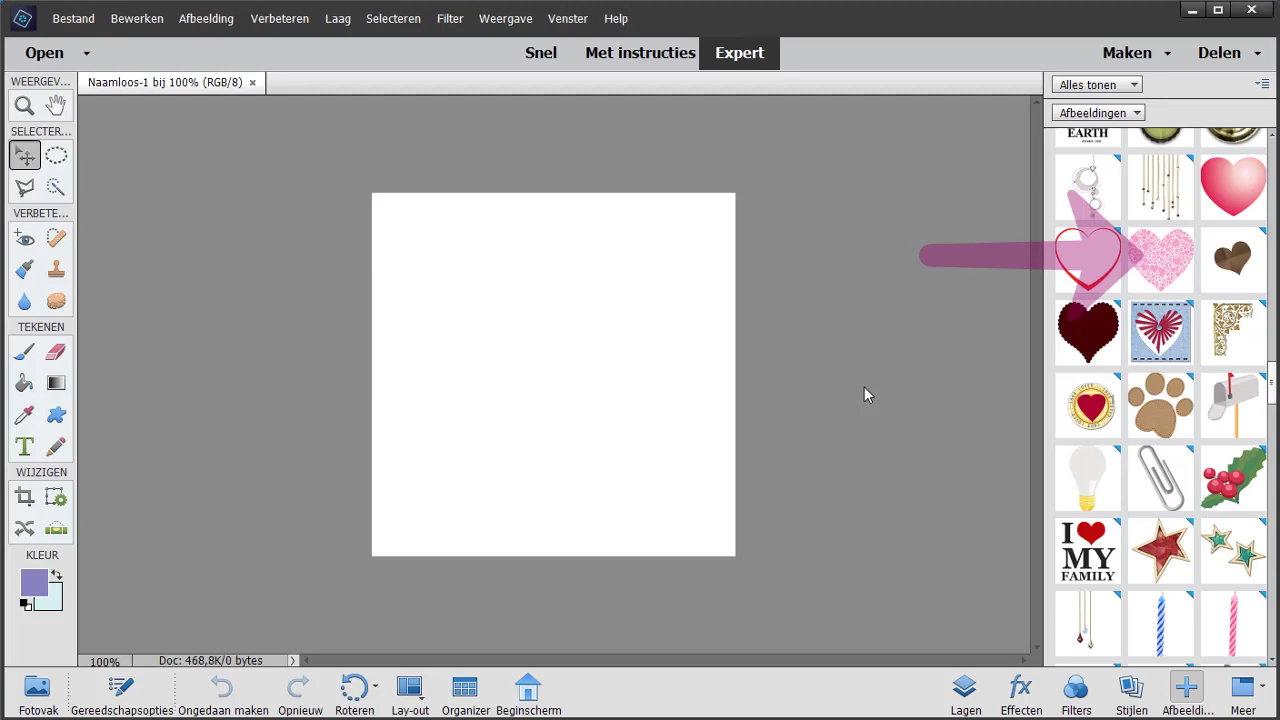 Bestand Bewerken Afbeelding Verbeteren Laag Selecteren Filter Weergave Venster Help
Open Snel Met instructies Expert Maken Delen
WEERGEV... Naamloos-1 bij 100% (RGB/8) × Alles tonen
Afbeeldingen
SELECTER...
EARTH
VERBETE...
TEKENEN
T
WIJZIGEN
I
MY
FAMILY
KLEUR
100% Doc: 468,8K/0 bytes
fx
Fotovak Gereedschapsopties Ongedaan maken Opnieuw Roteren Lay-out Organizer Beginscherm Lagen Effecten Filters Stijlen Afbeeldi... Meer